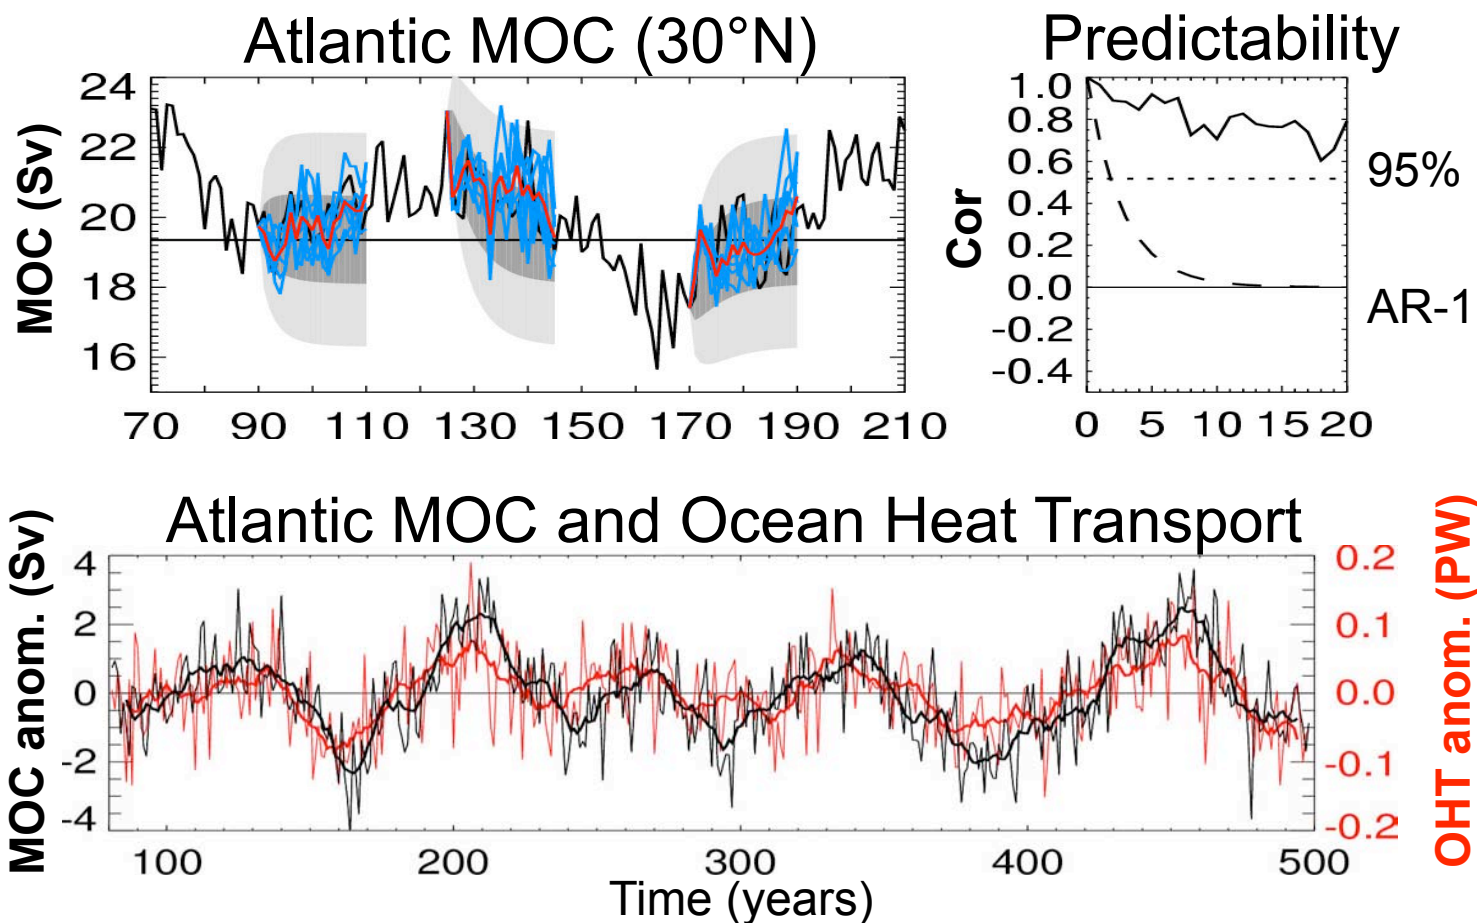 Atlantic MOC (30°N)
Predictability
MOC (Sv)
24
22
20
18
16
70 90 110 130 150 170 190 210
Cor
1.0
0.8
0.6
0.4
0.2
0.0
-0.2
-0.4
0 5 10 15 20
95%
AR-1
Atlantic MOC and Ocean Heat Transport
MOC anom. (Sv)
4
2
0
-2
-4
0.2
0.1
0.0
-0.1
-0.2
OHT anom. (PW)
100 200 300 400 500
Time (years)